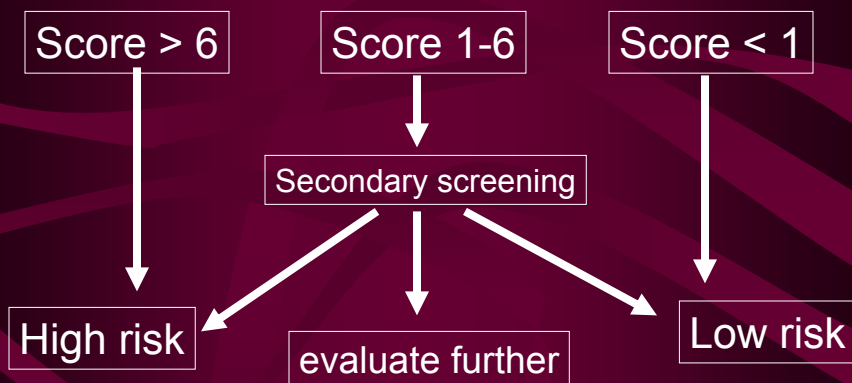 Score > 6
Score 1-6
Score < 1
Secondary screening
High risk
evaluate further
Low risk